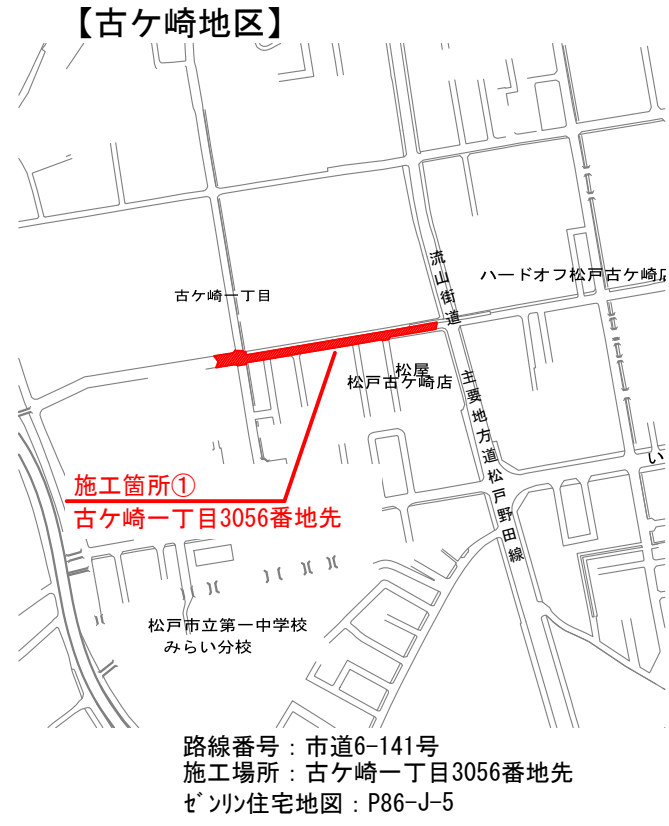 【古ケ崎地区】
流山街道
ハードオフ松戸古ケ崎店
古ケ崎一丁目
松屋
松戸古ケ崎店
主要地方道松戸野田線
い
施工箇所①
古ケ崎一丁目3056番地先
松戸市立第一中学校
みらい分校
路線番号：市道6-141号
施工場所：古ケ崎一丁目3056番地先
ｾﾞﾝﾘﾝ住宅地図：P86-J-5